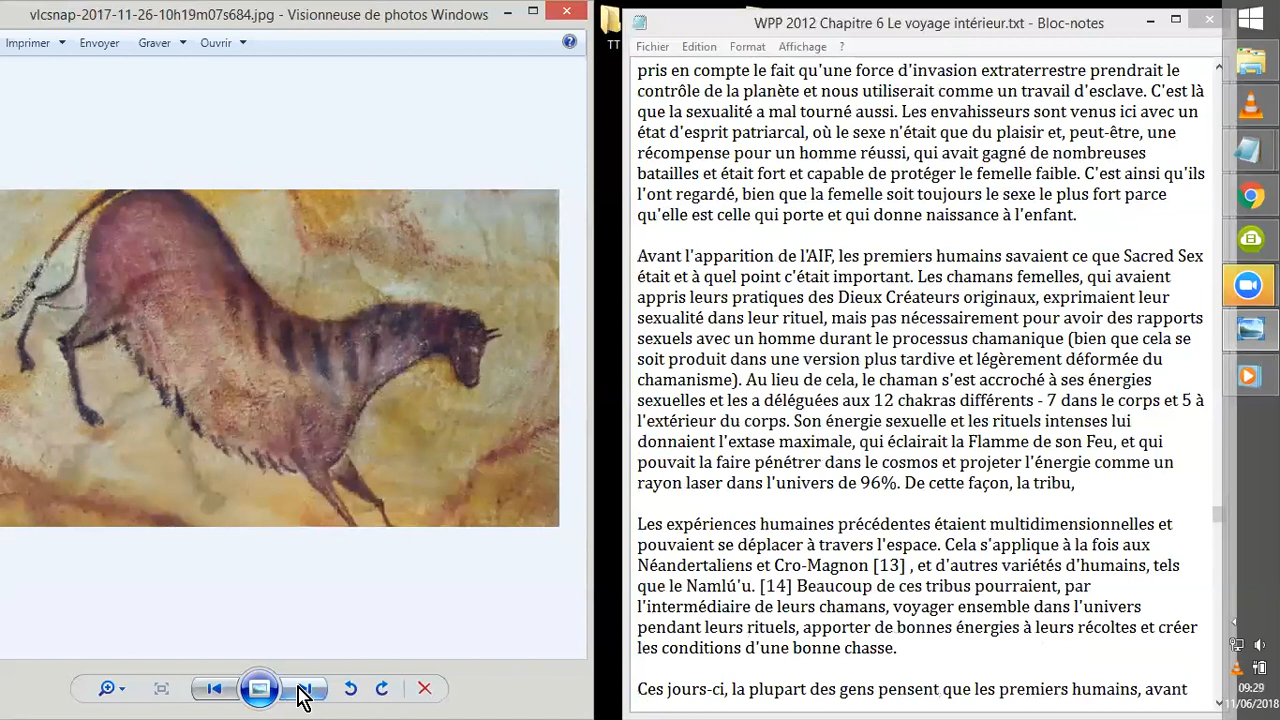 vlcsnap-2017-11-26-10h19m07s684.jpg - Visionneuse de photos Windows
Imprimer Envoyer Graver Ouvrir
TT
WPP 2012 Chapitre 6 Le voyage intérieur.txt - Bloc-notes
Fichier Edition Format Affichage ?
pris en compte le fait qu'une force d'invasion extraterrestre prendrait le
contrôle de la planète et nous utiliserait comme un travail d'esclave. C'est là
que la sexualité a mal tourné aussi. Les envahisseurs sont venus ici avec un
état d'esprit patriarcal, où le sexe n'était que du plaisir et, peut-être, une
récompense pour un homme réussi, qui avait gagné de nombreuses
batailles et était fort et capable de protéger le femelle faible. C'est ainsi qu'ils
l'ont regardé, bien que la femelle soit toujours le sexe le plus fort parce
qu'elle est celle qui porte et qui donne naissance à l'enfant.
Avant l'apparition de l'AIF, les premiers humains savaient ce que Sacred Sex
était et à quel point c'était important. Les chamans femelles, qui avaient
appris leurs pratiques des Dieux Créateurs originaux, exprimaient leur
sexualité dans leur rituel, mais pas nécessairement pour avoir des rapports
sexuels avec un homme durant le processus chamanique (bien que cela se
soit produit dans une version plus tardive et légèrement déformée du
chamanisme). Au lieu de cela, le chaman s'est accroché à ses énergies
sexuelles et les a déléguées aux 12 chakras différents - 7 dans le corps et 5 à
l'extérieur du corps. Son énergie sexuelle et les rituels intenses lui
donnaient l'extase maximale, qui éclairait la Flamme de son Feu, et qui
pouvait la faire pénétrer dans le cosmos et projeter l'énergie comme un
rayon laser dans l'univers de 96%. De cette façon, la tribu,
Les expériences humaines précédentes étaient multidimensionnelles et
pouvaient se déplacer à travers l'espace. Cela s'applique à la fois aux
Néandertaliens et Cro-Magnon [13] , et d'autres variétés d'humains, tels
que le Namlú'u. [14] Beaucoup de ces tribus pourraient, par
l'intermédiaire de leurs chamans, voyager ensemble dans l'univers
pendant leurs rituels, apporter de bonnes énergies à leurs récoltes et créer
les conditions d'une bonne chasse.
Ces jours-ci, la plupart des gens pensent que les premiers humains, avant
09:29
11/06/2018